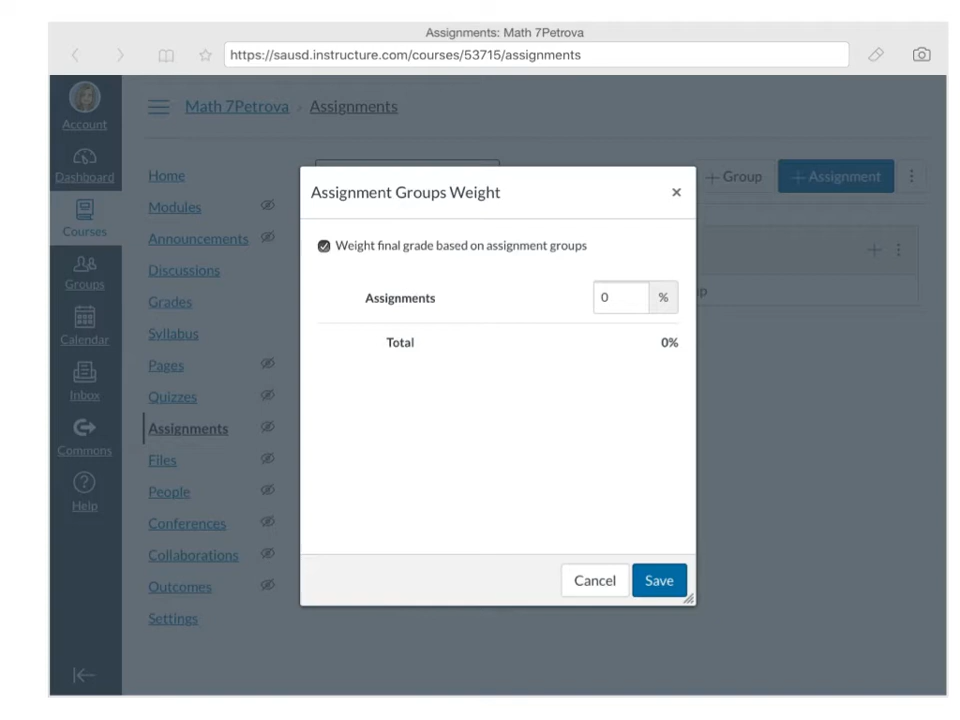 Assignments: Math 7Petrova
https://sausd.instructure.com/courses/53715/assignments
Account
Dashboard
Courses
Groups
Calendar
Inbox
Commons
Help
Math 7Petrova › Assignments
Home
Modules
Announcements
Discussions
Grades
Syllabus
Pages
Quizzes
Assignments
Files
People
Conferences
Collaborations
Outcomes
Settings
+ Group
+ Assignment
Assignment Groups Weight
Weight final grade based on assignment groups
Assignments 0 %
Total 0%
Cancel Save